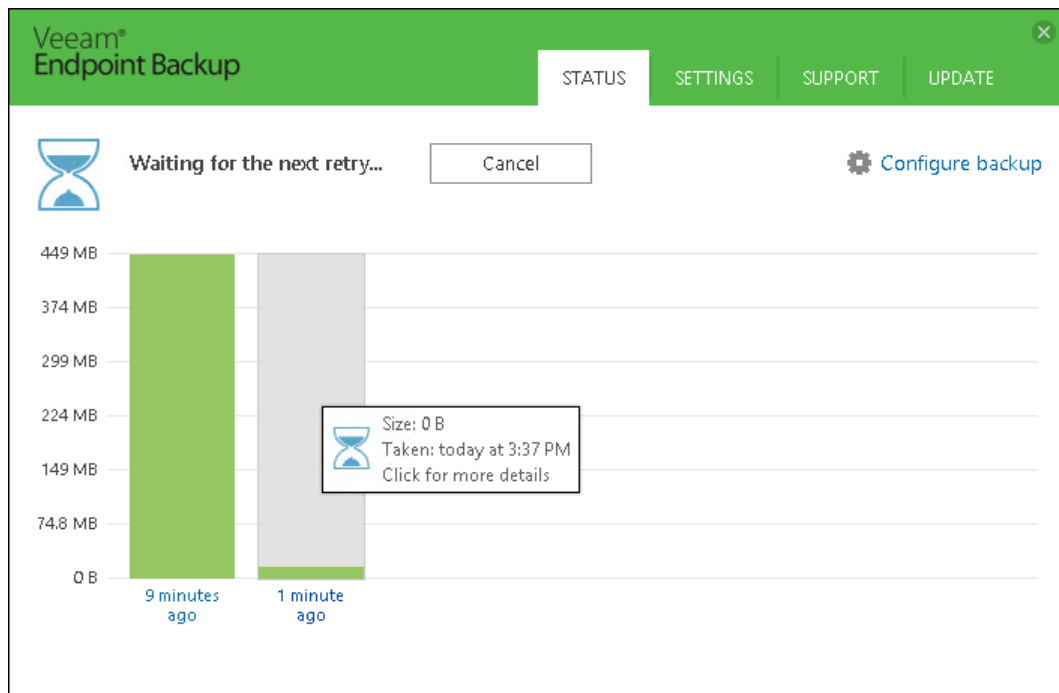 Veeam®
Endpoint Backup
STATUS
SETTINGS
SUPPORT
UPDATE
Waiting for the next retry...
Cancel
Configure backup
449 MB
374 MB
299 MB
224 MB
149 MB
74.8 MB
0 B
Size: 0 B
Taken: today at 3:37 PM
Click for more details
9 minutes
ago
1 minute
ago